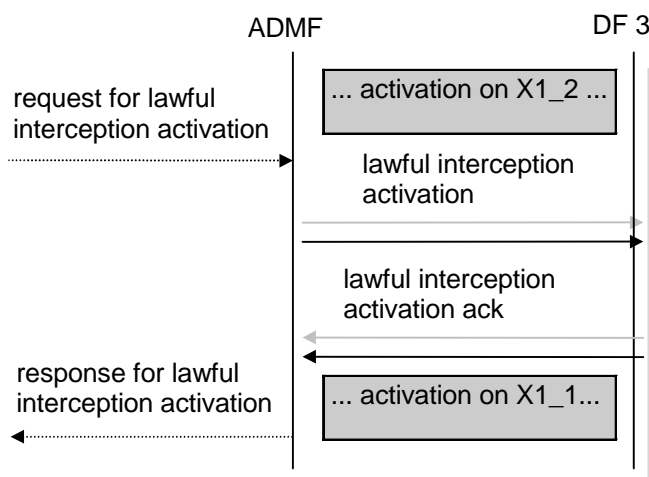 ADMF
DF 3
request for lawful
interception activation
... activation on X1_2 ...
lawful interception
activation
lawful interception
activation ack
response for lawful
interception activation
... activation on X1_1...